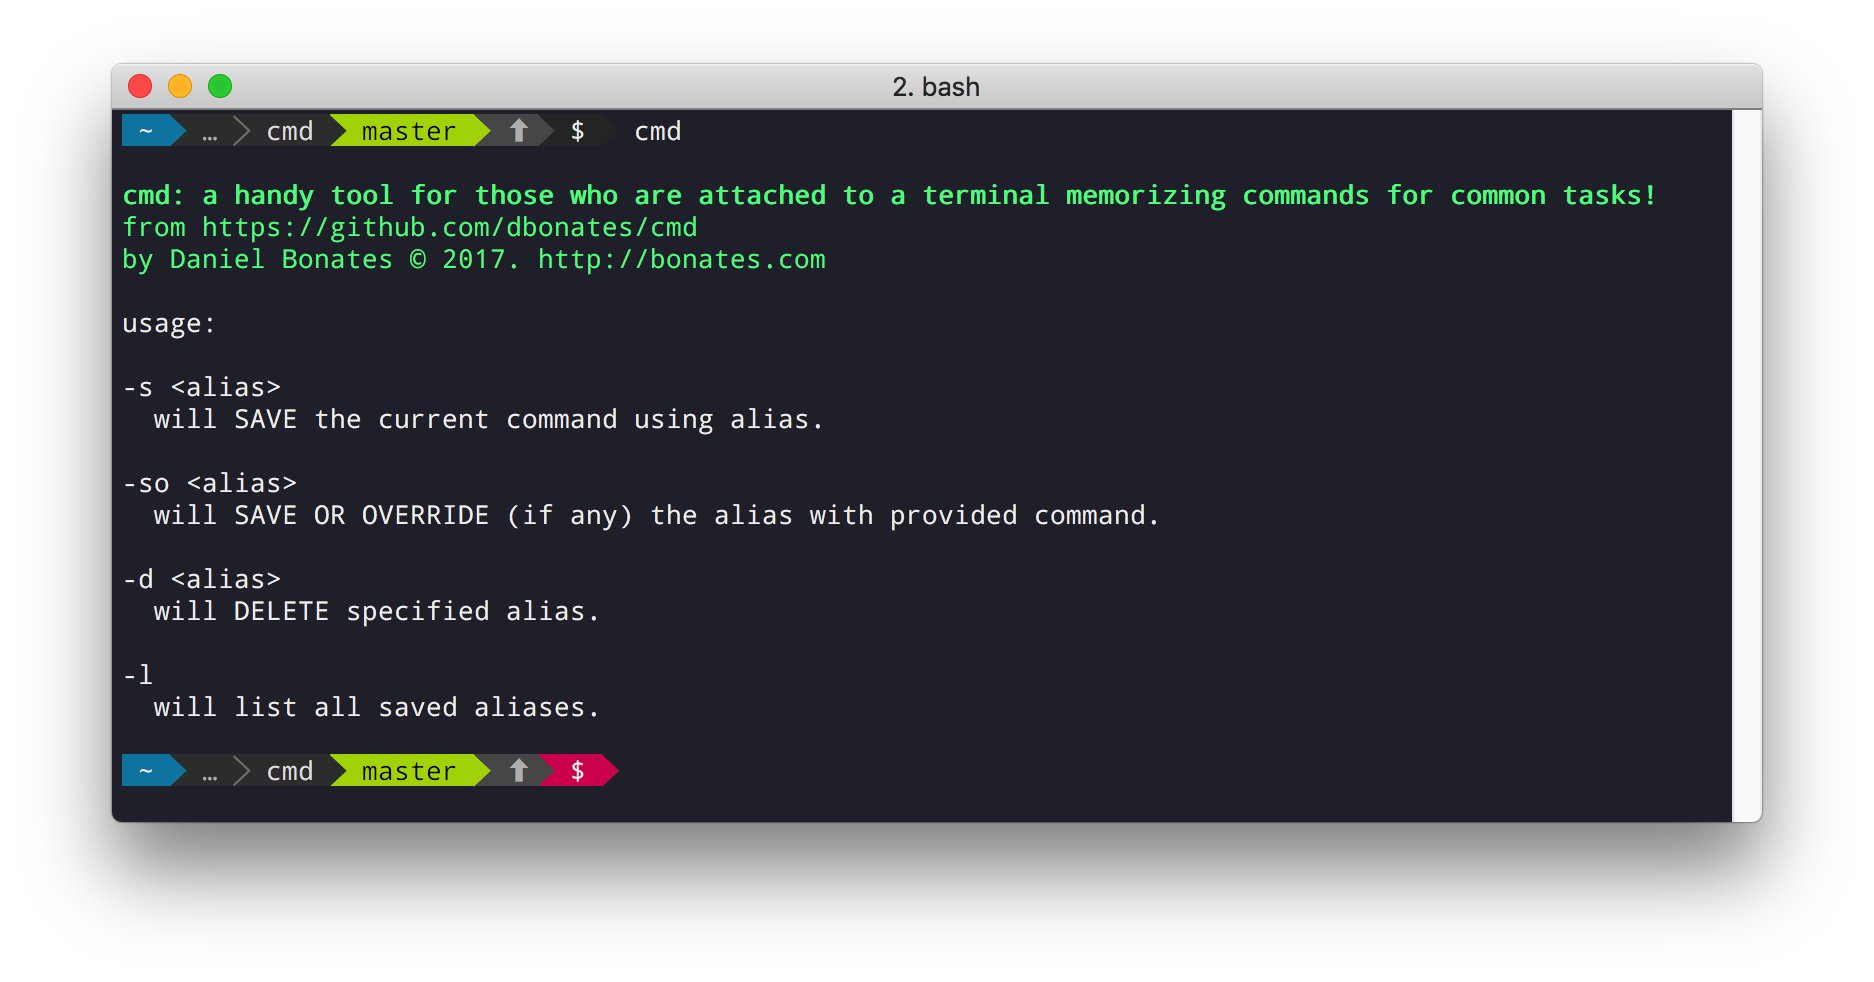 2. bash
~ … cmd master ⬆ $ cmd
cmd: a handy tool for those who are attached to a terminal memorizing commands for common tasks!
from https://github.com/dbonates/cmd
by Daniel Bonates © 2017. http://bonates.com
usage:
-s <alias>
will SAVE the current command using alias.
-so <alias>
will SAVE OR OVERRIDE (if any) the alias with provided command.
-d <alias>
will DELETE specified alias.
-l
will list all saved aliases.
~ … cmd master ⬆ $